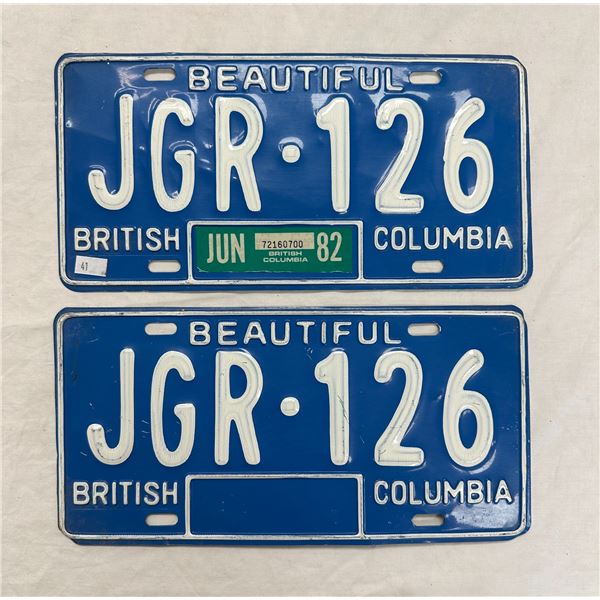 BEAUTIFUL
JGR·126
BRITISH JUN 72160700 BRITISH COLUMBIA 82 COLUMBIA
41
BEAUTIFUL
JGR·126
BRITISH COLUMBIA